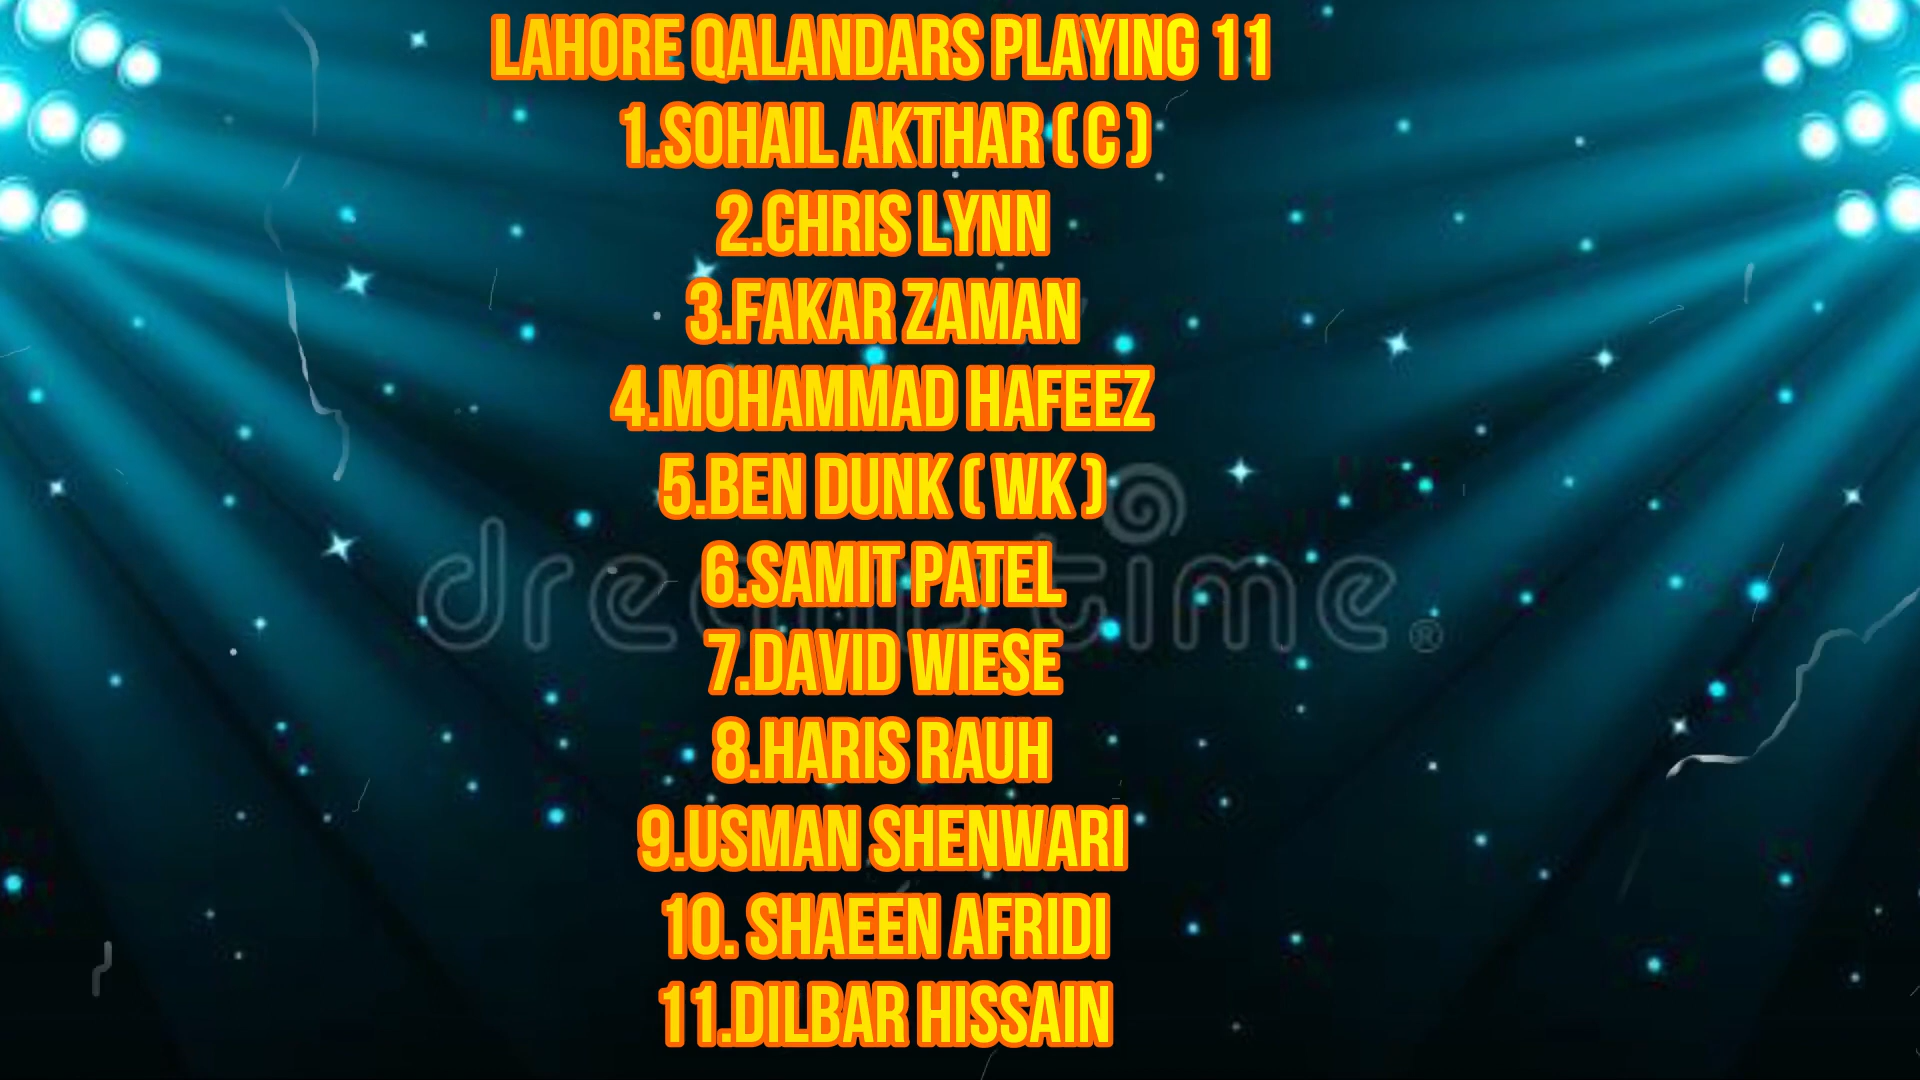 LAHORE QALANDARS PLAYING 11
1.SOHAIL AKTHAR ( C )
2.CHRIS LYNN
3.FAKAR ZAMAN
4.MOHAMMAD HAFEEZ
5.BEN DUNK ( WK )
6.SAMIT PATEL
dreamstime®
7.DAVID WIESE
8.HARIS RAUH
9.USMAN SHENWARI
10. SHAEEN AFRIDI
11.DILBAR HISSAIN